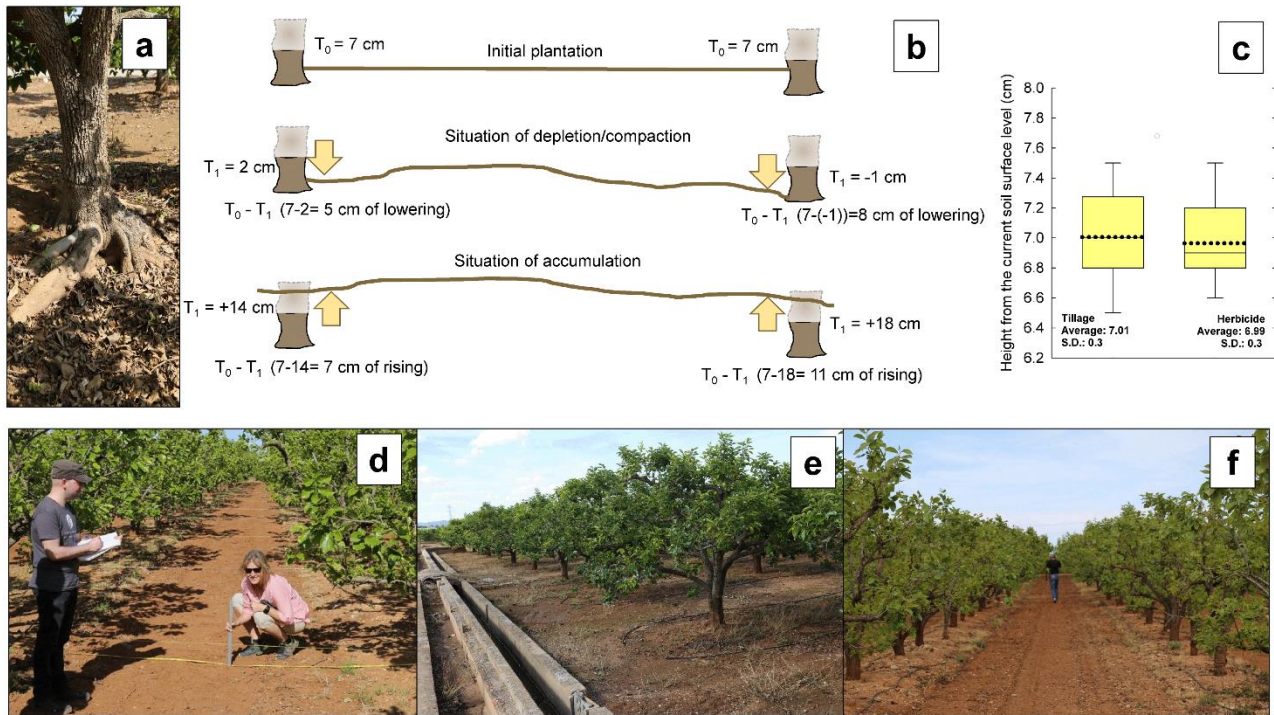 a
b
c
T₀ = 7 cm
Initial plantation
T₀ = 7 cm
Situation of depletion/compaction
T₁ = 2 cm
T₁ = -1 cm
T₀ - T₁ (7-2= 5 cm of lowering)
T₀ - T₁ (7-(-1))=8 cm of lowering)
Situation of accumulation
T₁ = +14 cm
T₁ = +18 cm
T₀ - T₁ (7-14= 7 cm of rising)
T₀ - T₁ (7-18= 11 cm of rising)
Height from the current soil surface level (cm)
8.0
7.8
7.6
7.4
7.2
7.0
6.8
6.6
6.4
6.2
Tillage
Average: 7.01
S.D.: 0.3
Herbicide
Average: 6.99
S.D.: 0.3
d
e
f